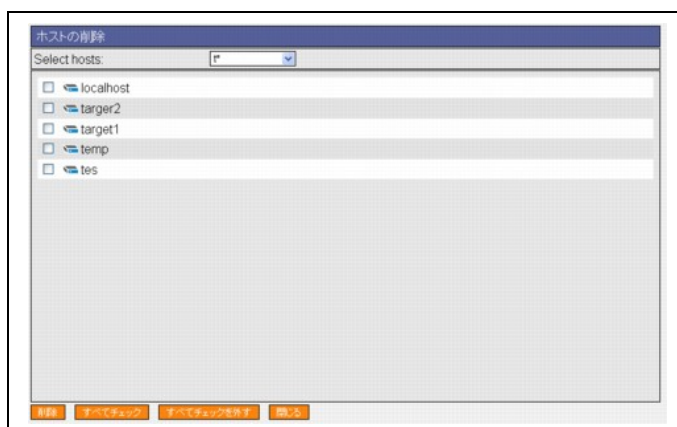 ホストの削除
Select hosts: t*
localhost
targer2
target1
temp
tes
削除 すべてチェック すべてチェックを外す 閉じる